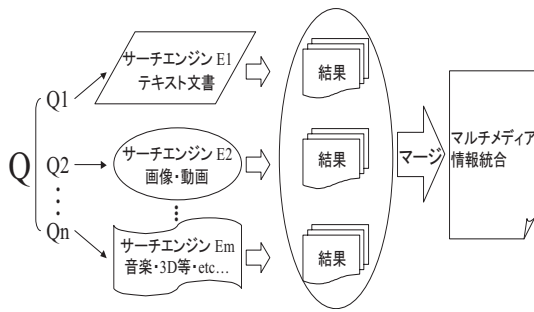 Q
Q1
Q2
Qn
サーチエンジン E1
テキスト文書
サーチエンジン E2
画像・動画
サーチエンジン Em
音楽・3D等・etc…
結果
結果
結果
マージ
マルチメディア
情報統合